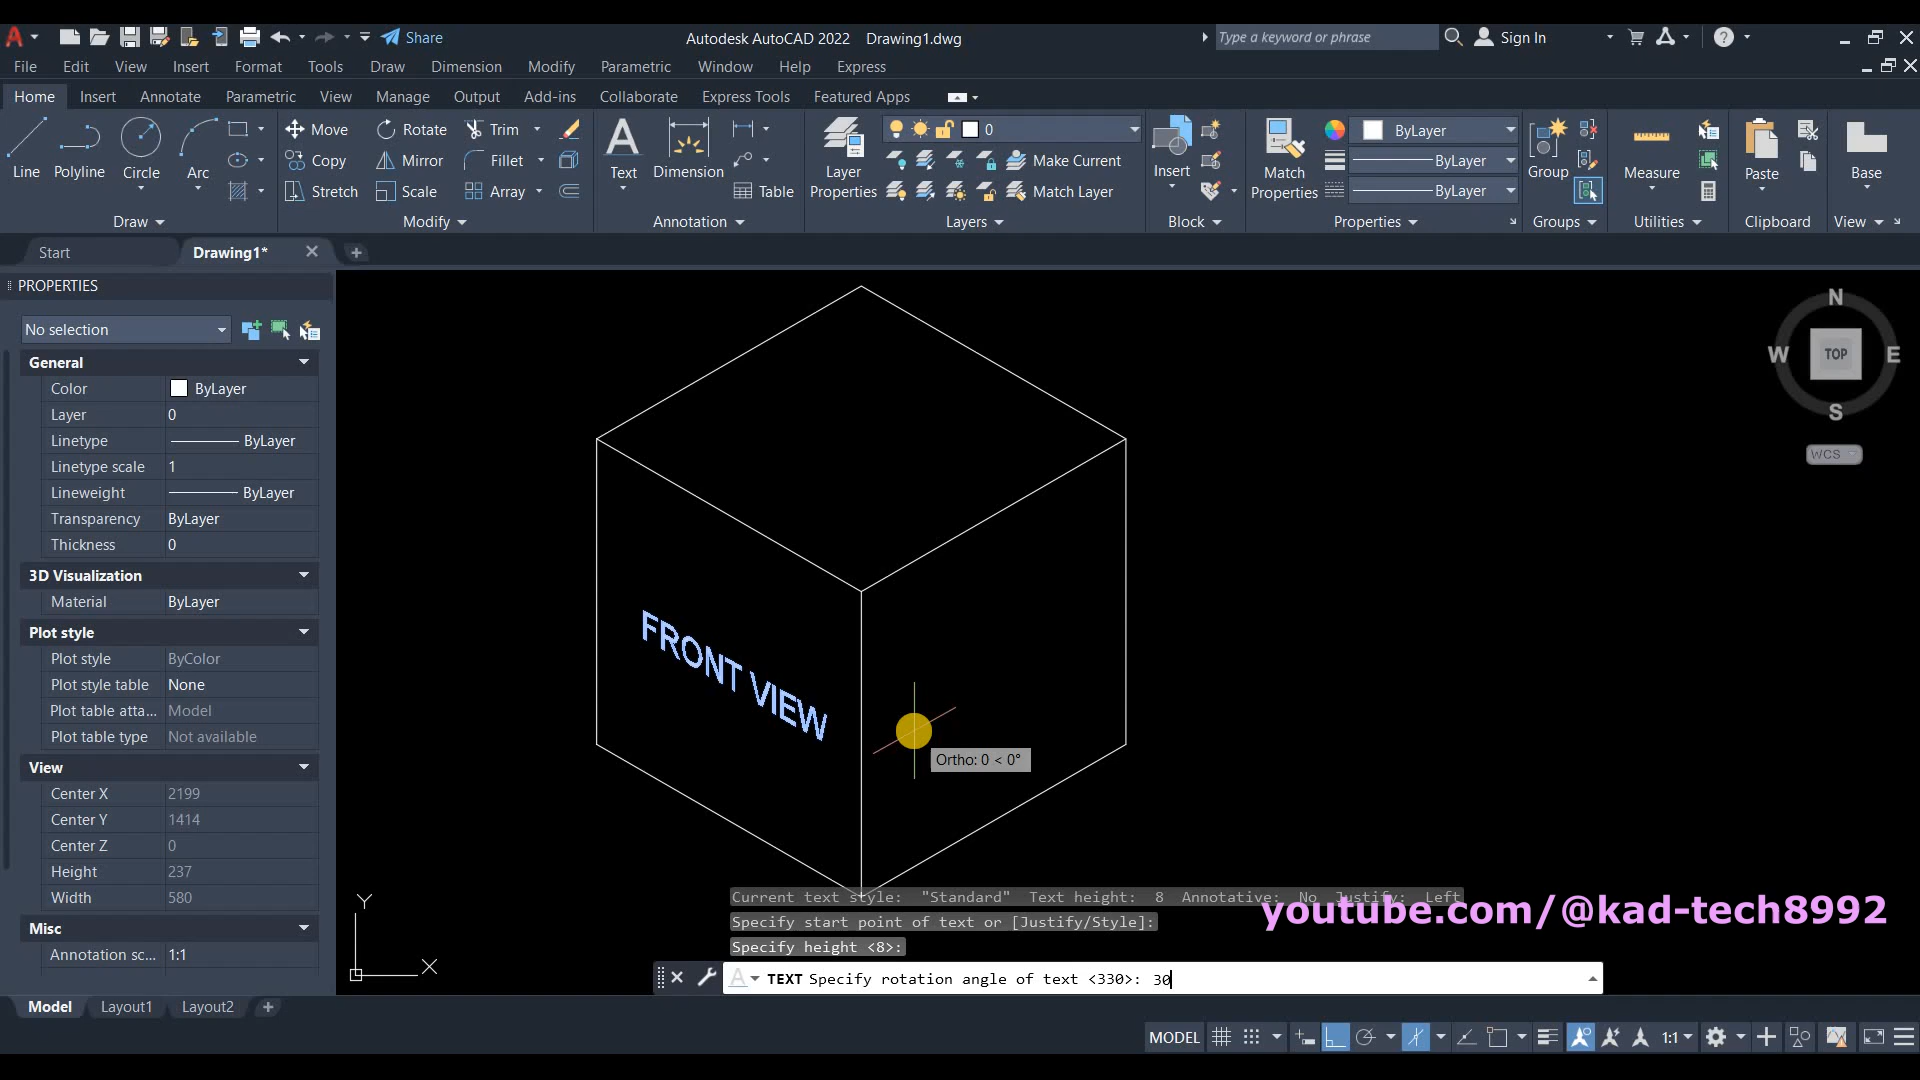 Share
Autodesk AutoCAD 2022 Drawing1.dwg
Type a keyword or phrase
Sign In
File Edit View Insert Format Tools Draw Dimension Modify Parametric Window Help Express
Home Insert Annotate Parametric View Manage Output Add-ins Collaborate Express Tools Featured Apps
Line Polyline Circle Arc
Move Rotate Trim
Copy Mirror Fillet
Stretch Scale Array
Text Dimension Table
Layer Properties
0
Make Current
Match Layer
Insert
Match Properties
ByLayer
ByLayer
ByLayer
Group
Measure
Paste
Base
Draw Modify Annotation Layers Block Properties Groups Utilities Clipboard View
Start Drawing1*
PROPERTIES
No selection
General
Color ByLayer
Layer 0
Linetype ByLayer
Linetype scale 1
Lineweight ByLayer
Transparency ByLayer
Thickness 0
3D Visualization
Material ByLayer
Plot style
Plot style ByColor
Plot style table None
Plot table atta... Model
Plot table type Not available
View
Center X 2199
Center Y 1414
Center Z 0
Height 237
Width 580
Misc
Annotation sc... 1:1
N
W TOP E
S
WCS
FRONT VIEW
Ortho: 0 < 0°
Y
X
Current text style: "Standard" Text height: 8 Annotative: No Justify: Left
Specify start point of text or [Justify/Style]:
Specify height <8>:
TEXT Specify rotation angle of text <330>: 30
youtube.com/@kad-tech8992
Model Layout1 Layout2
MODEL 1:1